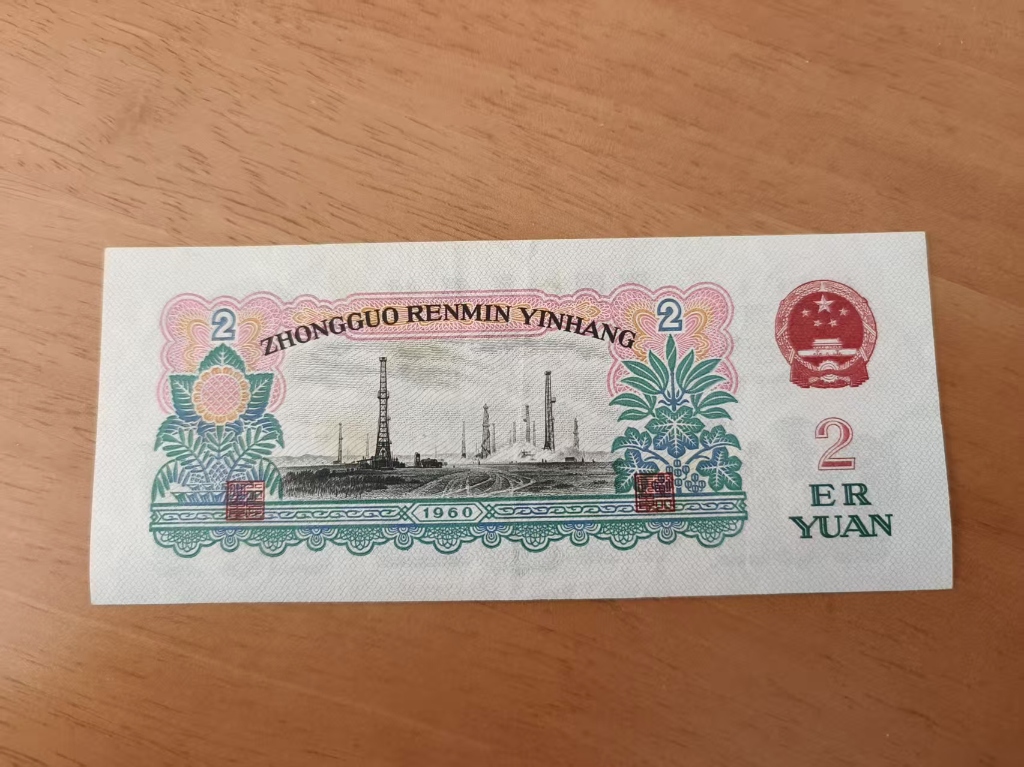 2
ZHONGGUO RENMIN YINHANG
2
1960
2
ER
YUAN